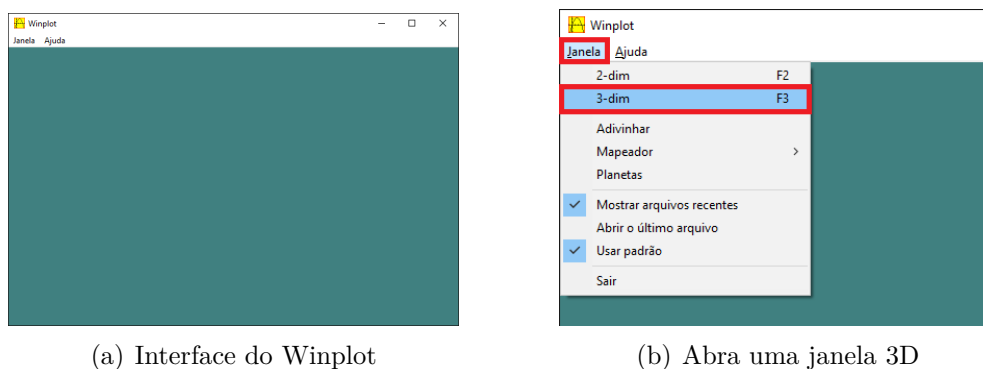 Winplot
Janela Ajuda
(a) Interface do Winplot
Winplot
Janela Ajuda
2-dim F2
3-dim F3
Adivinhar
Mapeador
Planetas
Mostrar arquivos recentes
Abrir o último arquivo
Usar padrão
Sair
(b) Abra uma janela 3D